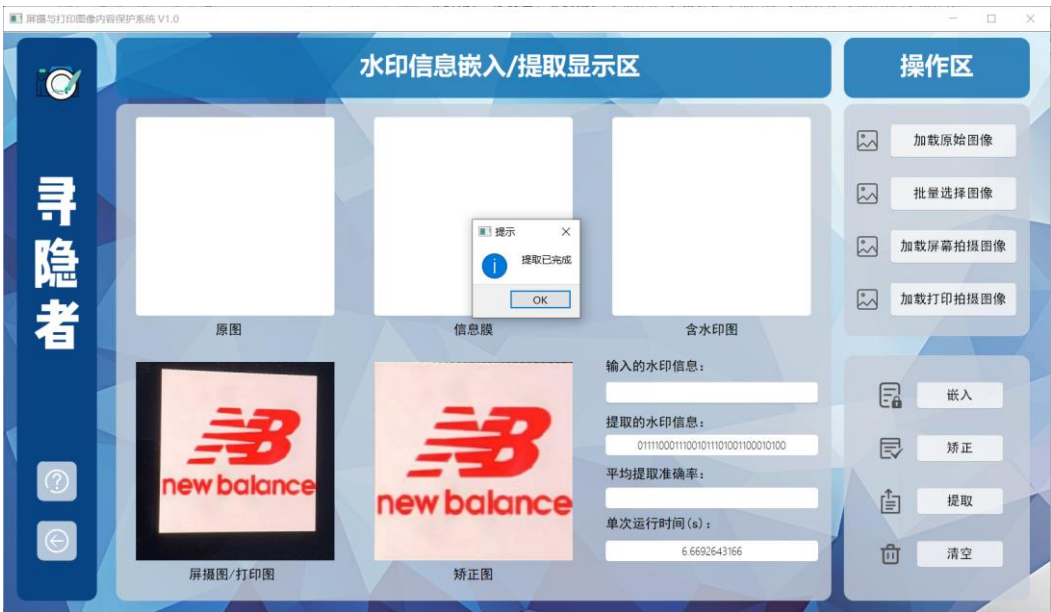 屏摄与打印图像内容保护系统 V1.0
寻隐者
水印信息嵌入/提取显示区
操作区
加载原始图像
批量选择图像
加载屏幕拍摄图像
加载打印拍摄图像
提示
提取已完成
OK
原图
信息膜
含水印图
new balance
new balance
屏摄图/打印图
矫正图
输入的水印信息：
提取的水印信息：
平均提取准确率：
单次运行时间(s)：
6.6692643166
嵌入
矫正
提取
清空